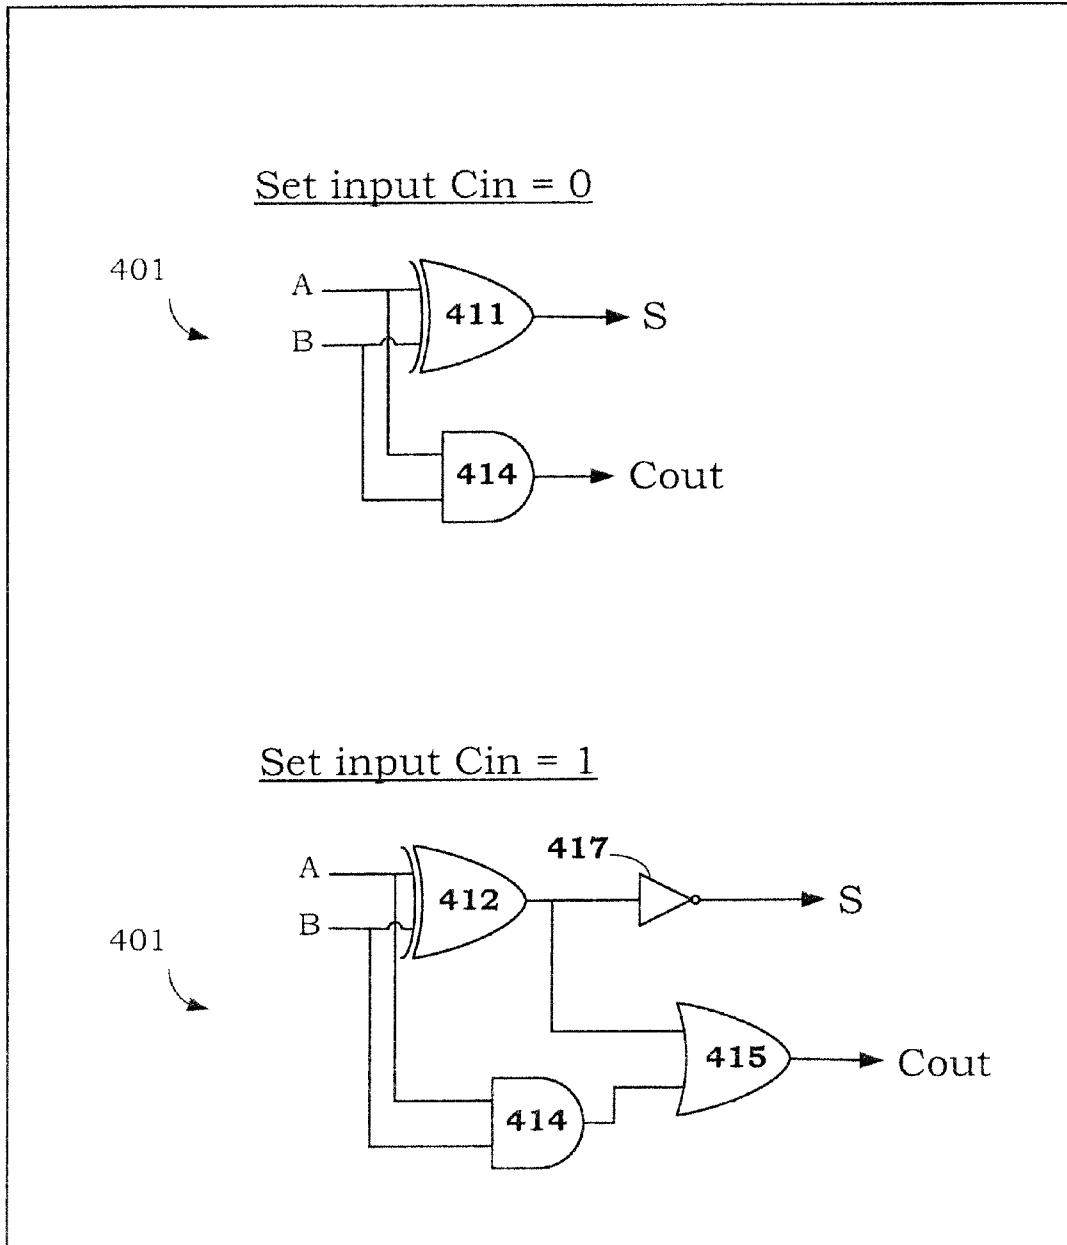 Set input Cin = 0
401
A
411
S
B
414
Cout
Set input Cin = 1
417
A
412
S
B
401
415
Cout
414